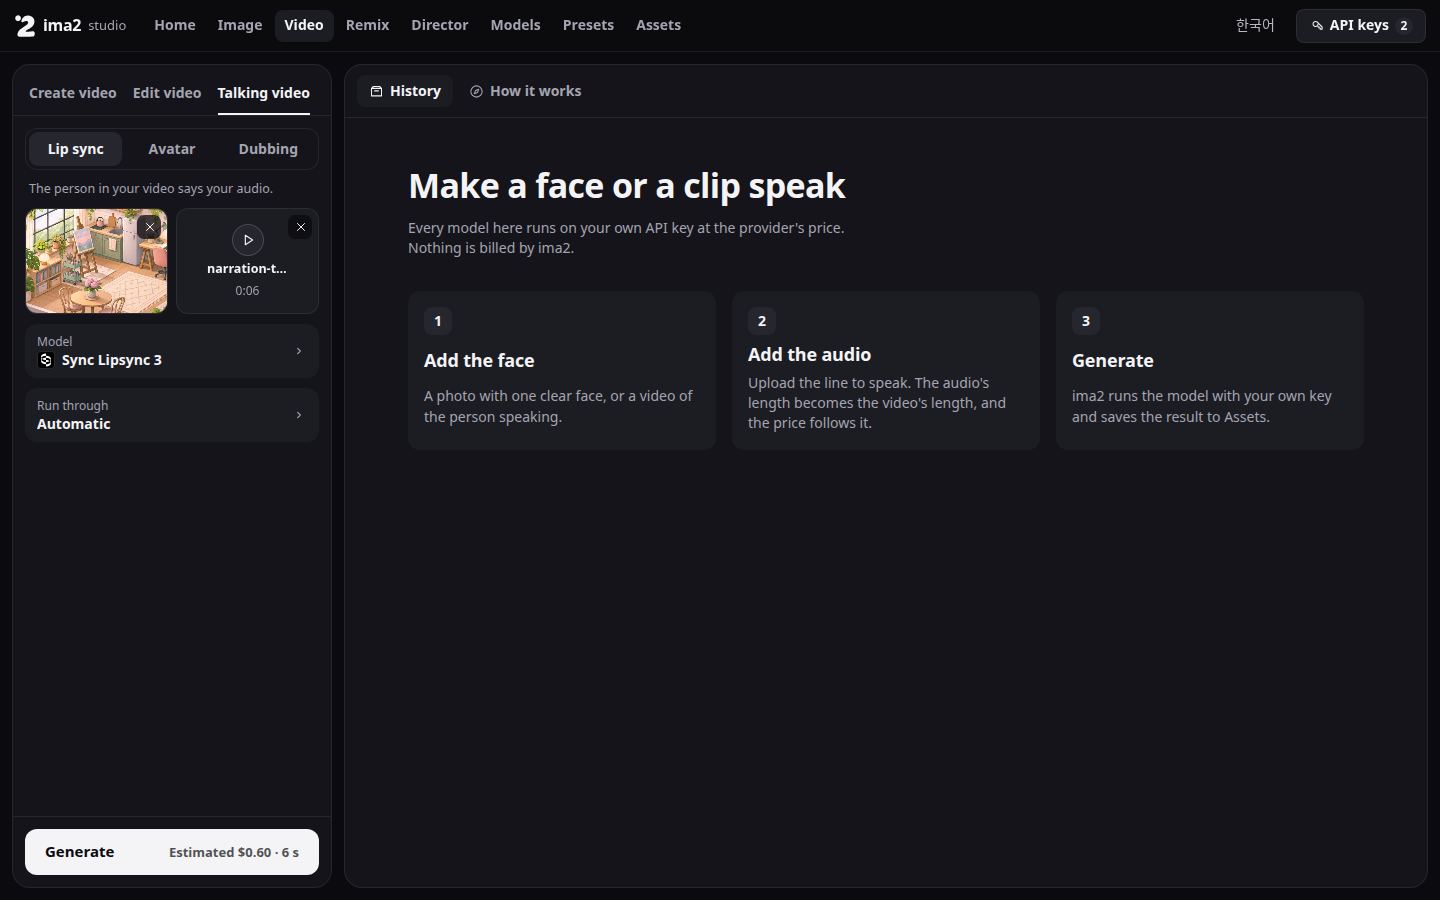 ima2 studio
Home
Image
Video
Remix
Director
Models
Presets
Assets
한국어
API keys 2
Create video
Edit video
Talking video
Lip sync
Avatar
Dubbing
The person in your video says your audio.
narration-t...
0:06
Model
Sync Lipsync 3
Run through
Automatic
Generate
Estimated $0.60 · 6 s
History
How it works
Make a face or a clip speak
Every model here runs on your own API key at the provider's price.
Nothing is billed by ima2.
1
Add the face
A photo with one clear face, or a video of
the person speaking.
2
Add the audio
Upload the line to speak. The audio's
length becomes the video's length, and
the price follows it.
3
Generate
ima2 runs the model with your own key
and saves the result to Assets.